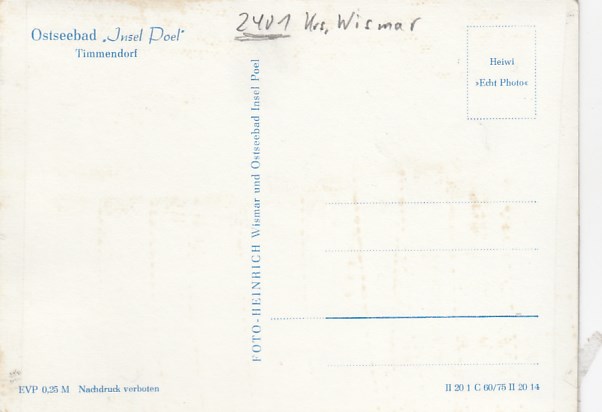 Ostseebad „Insel Poel"
Timmendorf
2401 Krs, Wismar
Heiwi
»Echt Photo«
FOTO-HEINRICH Wismar und Ostseebad Insel Poel
EVP 0,25 M Nachdruck verboten
II 20 1 C 60/75 II 20 14